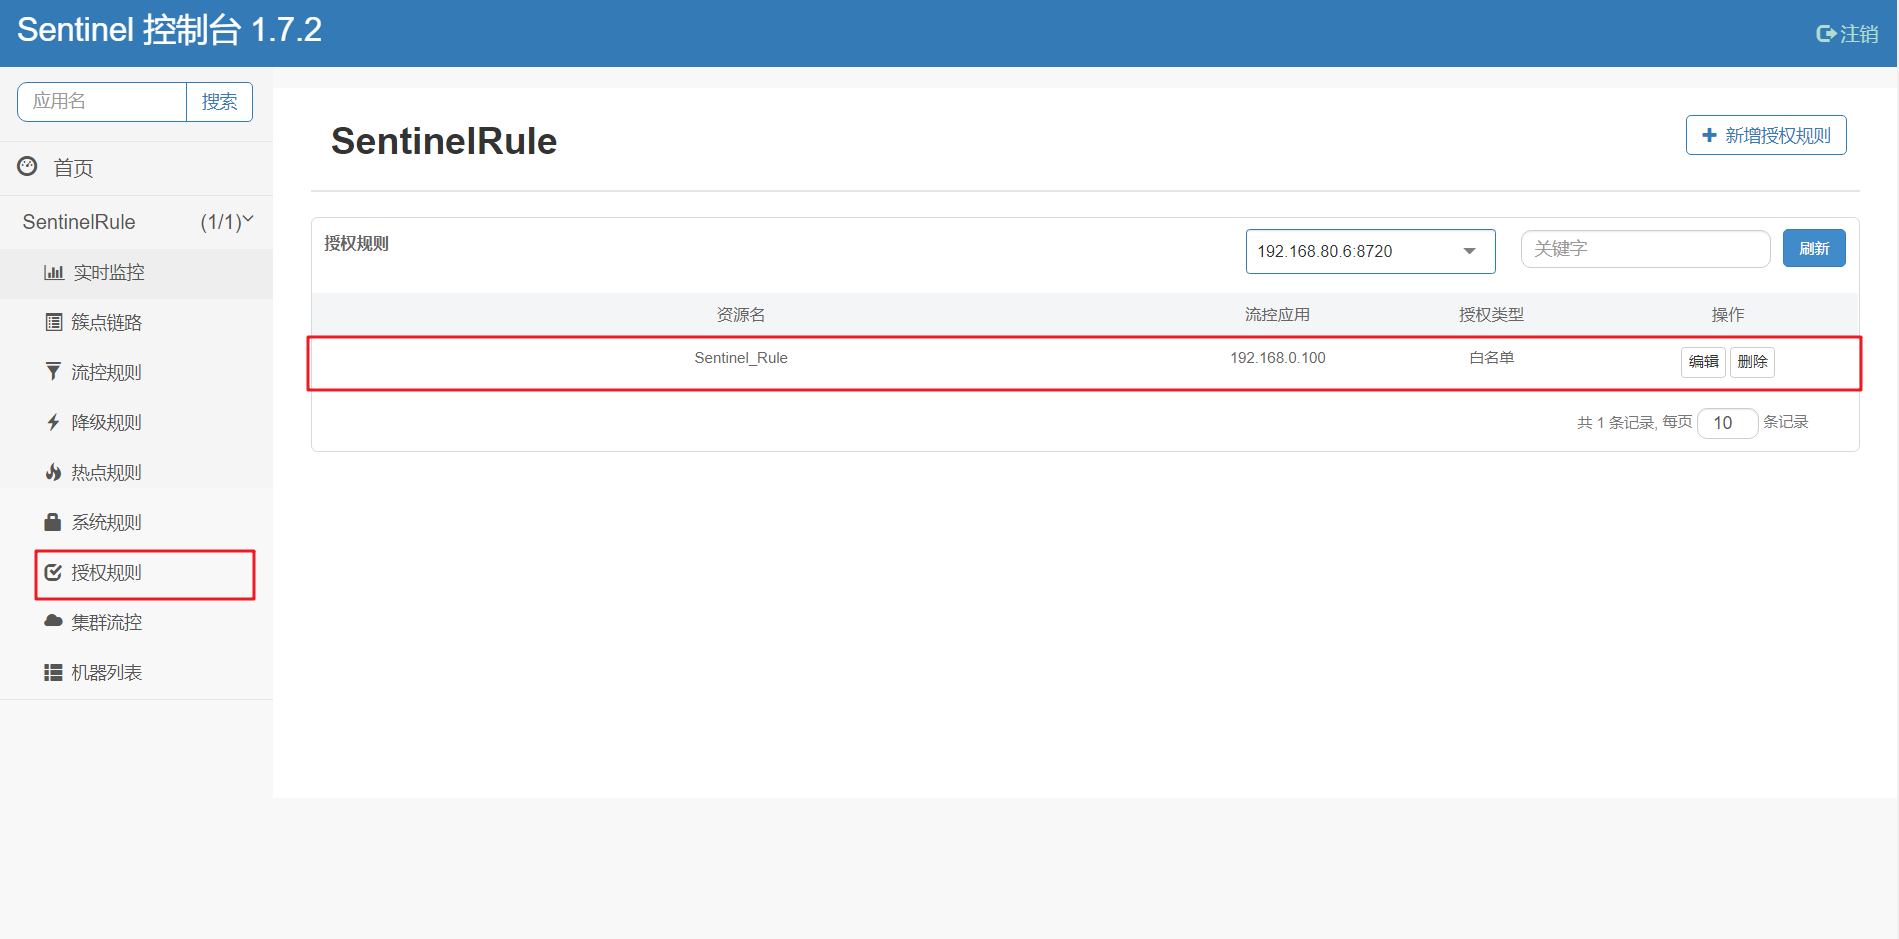 Sentinel 控制台 1.7.2
注销
应用名
搜索
首页
SentinelRule (1/1)
实时监控
簇点链路
流控规则
降级规则
热点规则
系统规则
授权规则
集群流控
机器列表
SentinelRule
新增授权规则
授权规则
192.168.80.6:8720
关键字
刷新
资源名 流控应用 授权类型 操作
Sentinel_Rule 192.168.0.100 白名单 编辑 删除
共 1 条记录, 每页 10 条记录